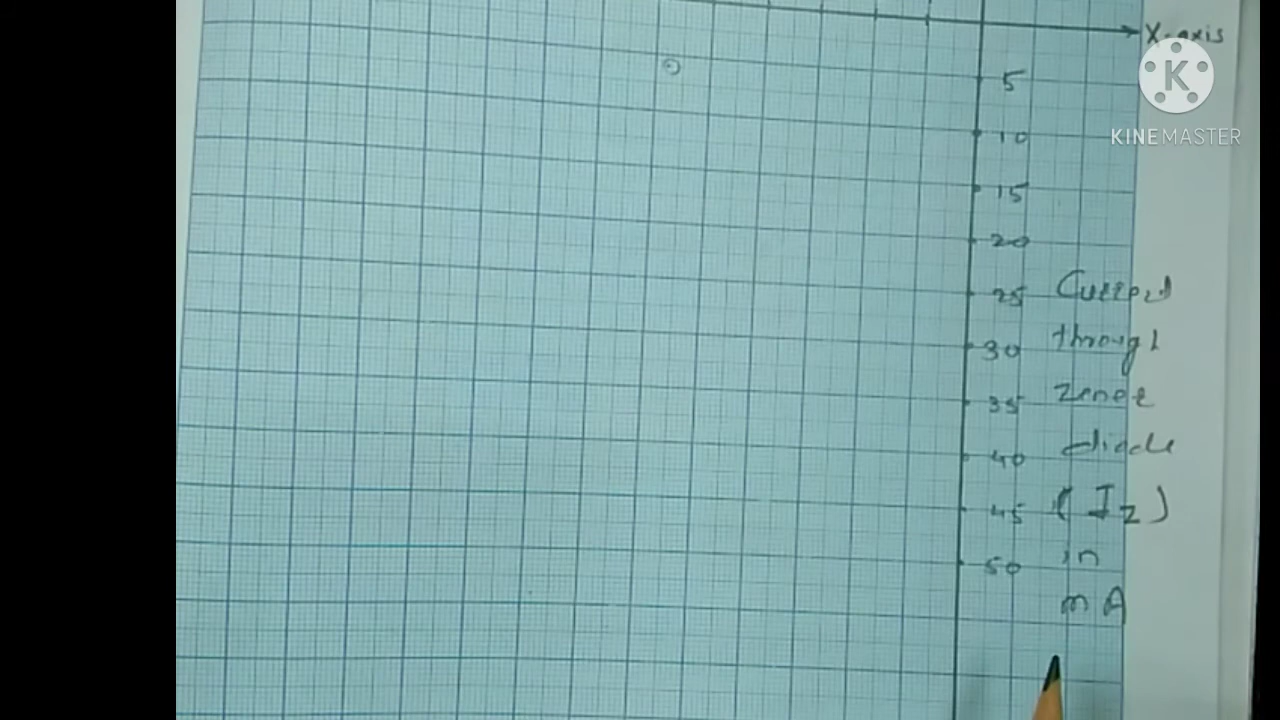 X-axis
K
KINEMASTER
5
10
15
20
25
Current
30
through
35
zener
diode
40
45
(Iz)
50
in
mA